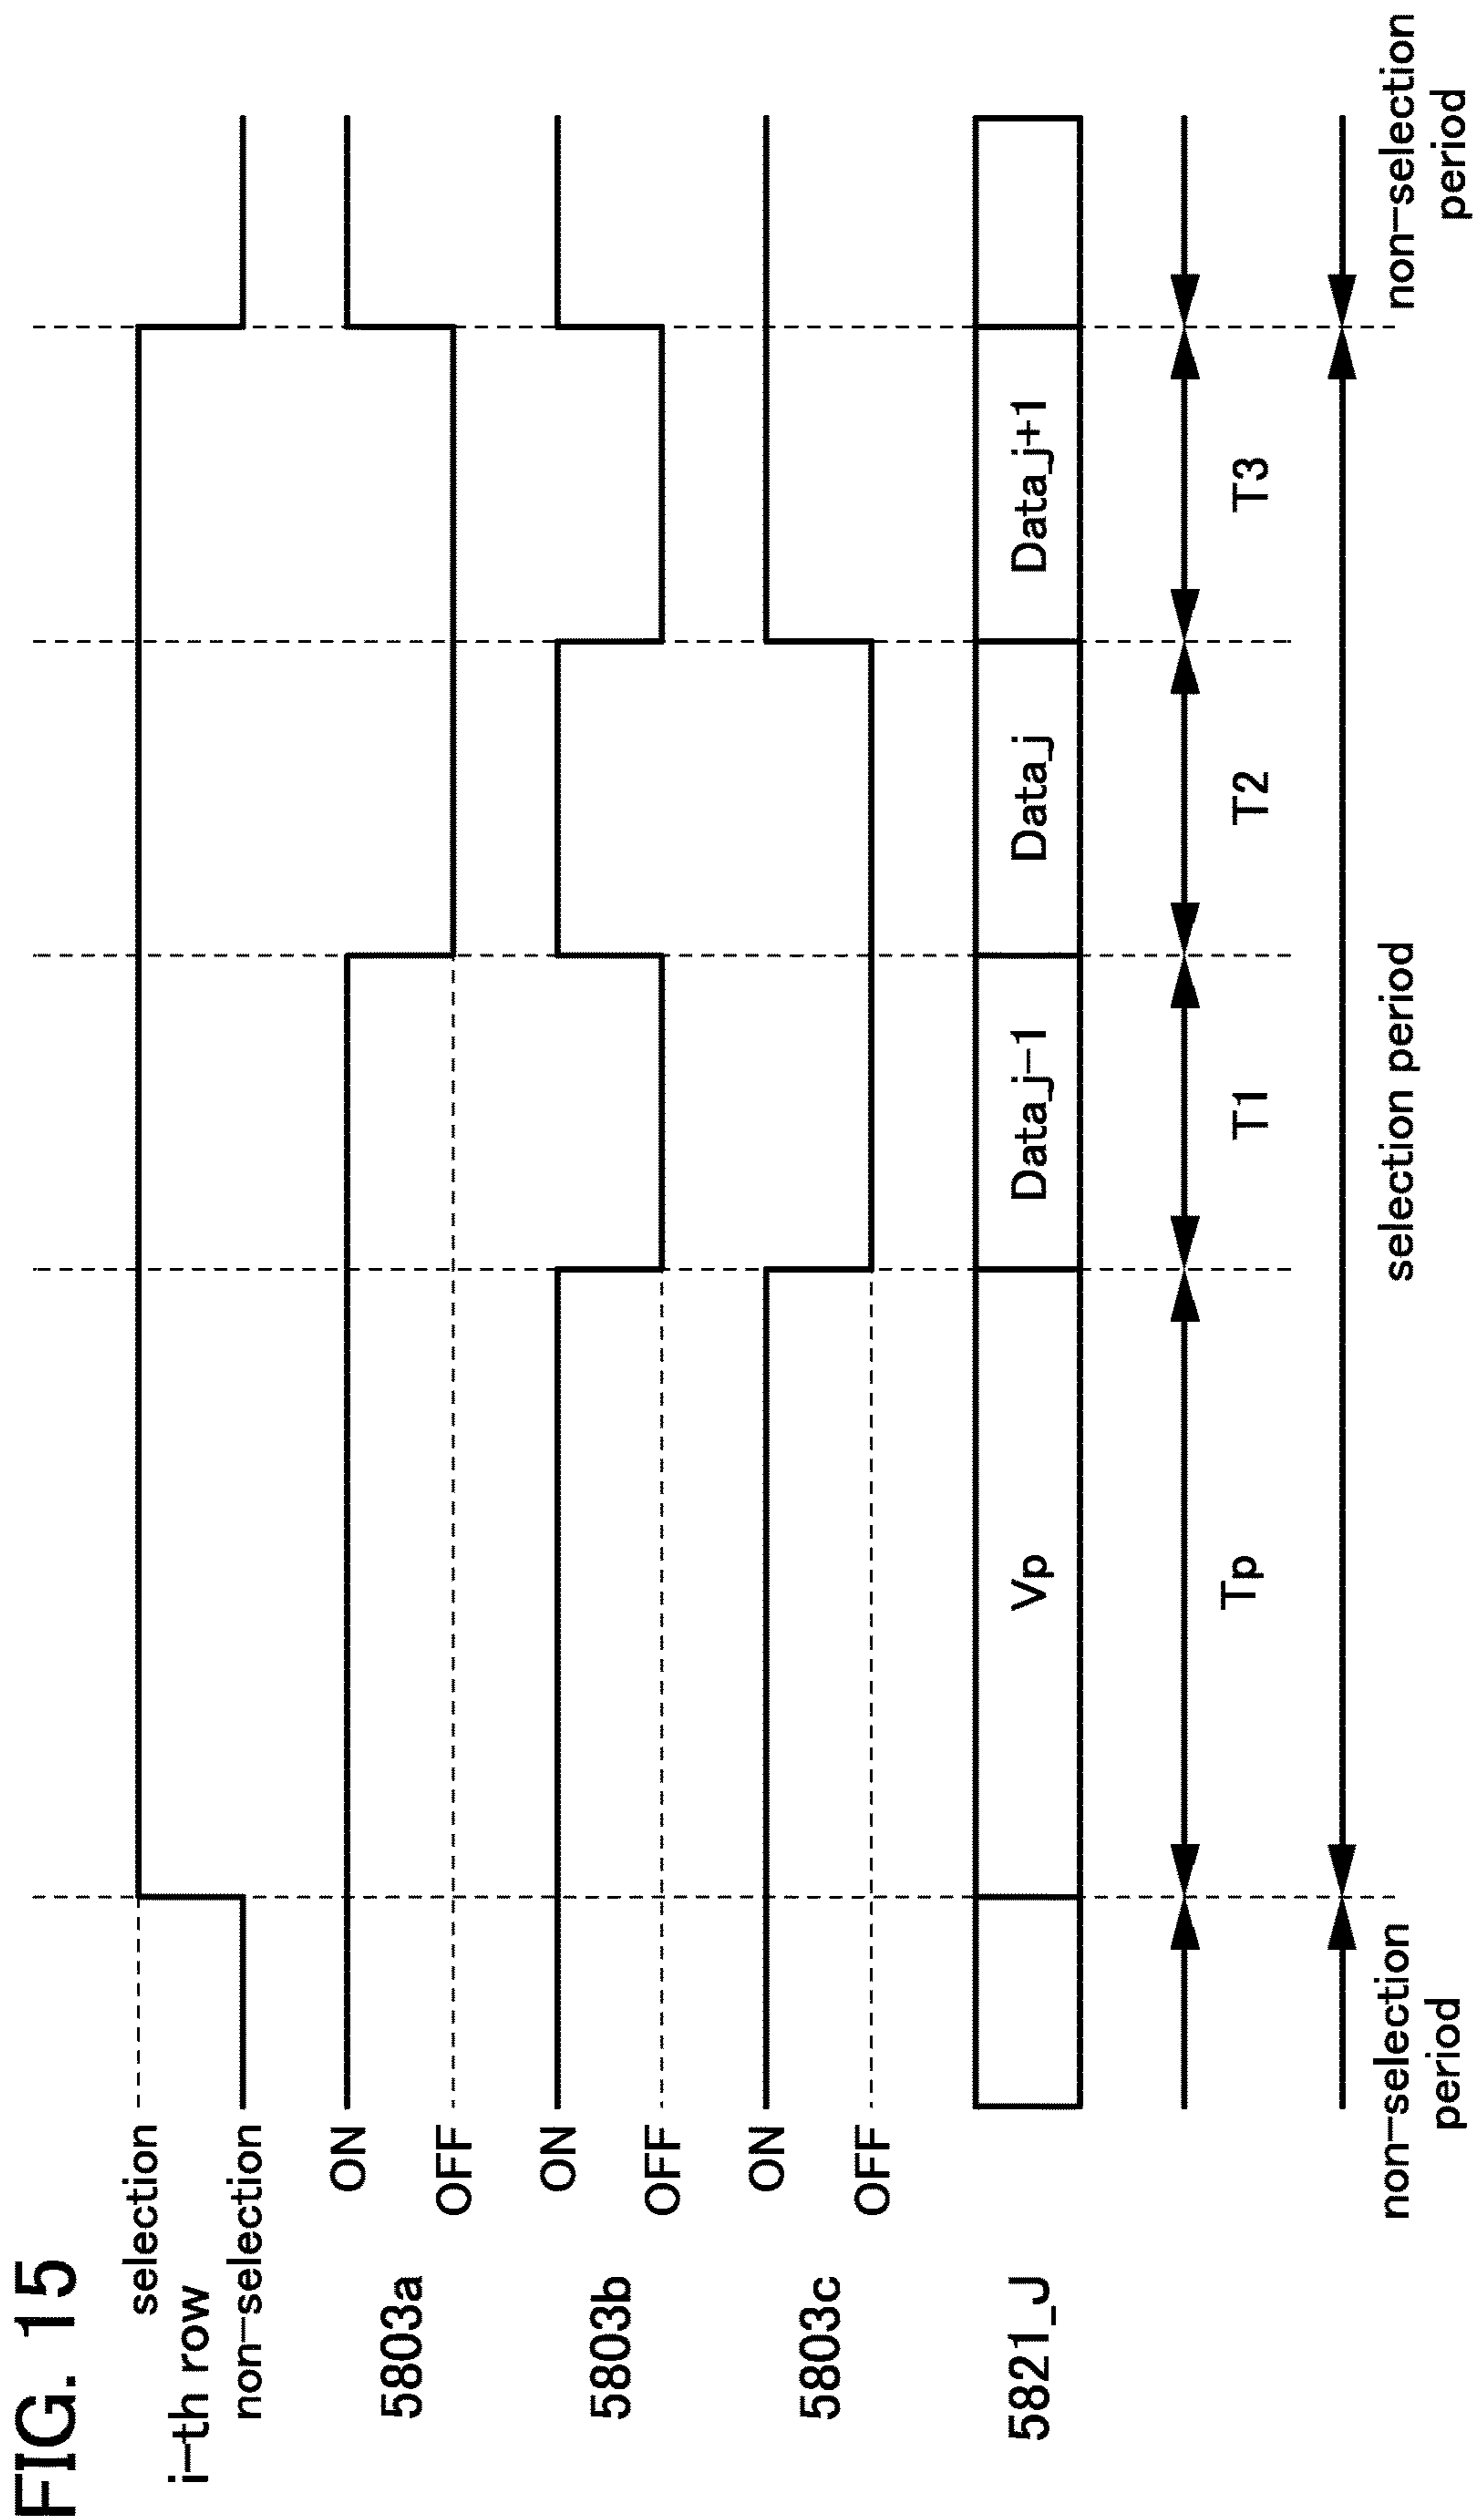 FIG. 15
selection
i-th row
non-selection
ON
5803a
OFF
ON
5803b
OFF
ON
5803c
OFF
5821_J
Vp
Data_j-1
Data_j
Data_j+1
Tp
T1
T2
T3
non-selection
period
selection period
non-selection
period